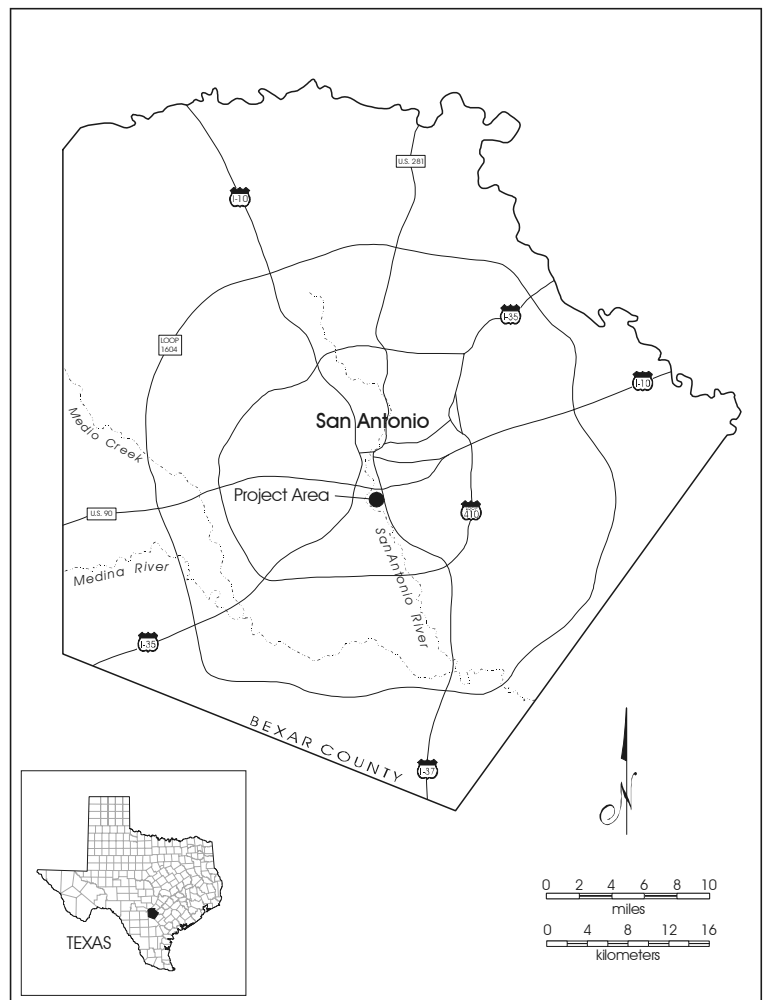 U.S. 281
I-10
I-35
LOOP
1604
I-10
San Antonio
Medio Creek
Project Area
U.S. 90
410
San Antonio River
Medina River
I-35
BEXAR COUNTY
I-37
N
TEXAS
0 2 4 6 8 10
miles
0 4 8 12 16
kilometers